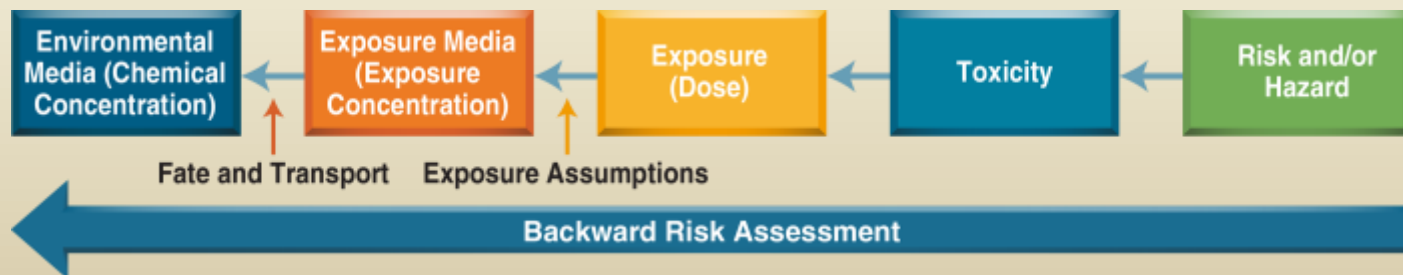 Environmental
Media (Chemical
Concentration)
Exposure Media
(Exposure
Concentration)
Exposure
(Dose)
Toxicity
Risk and/or
Hazard
Fate and Transport
Exposure Assumptions
Backward Risk Assessment